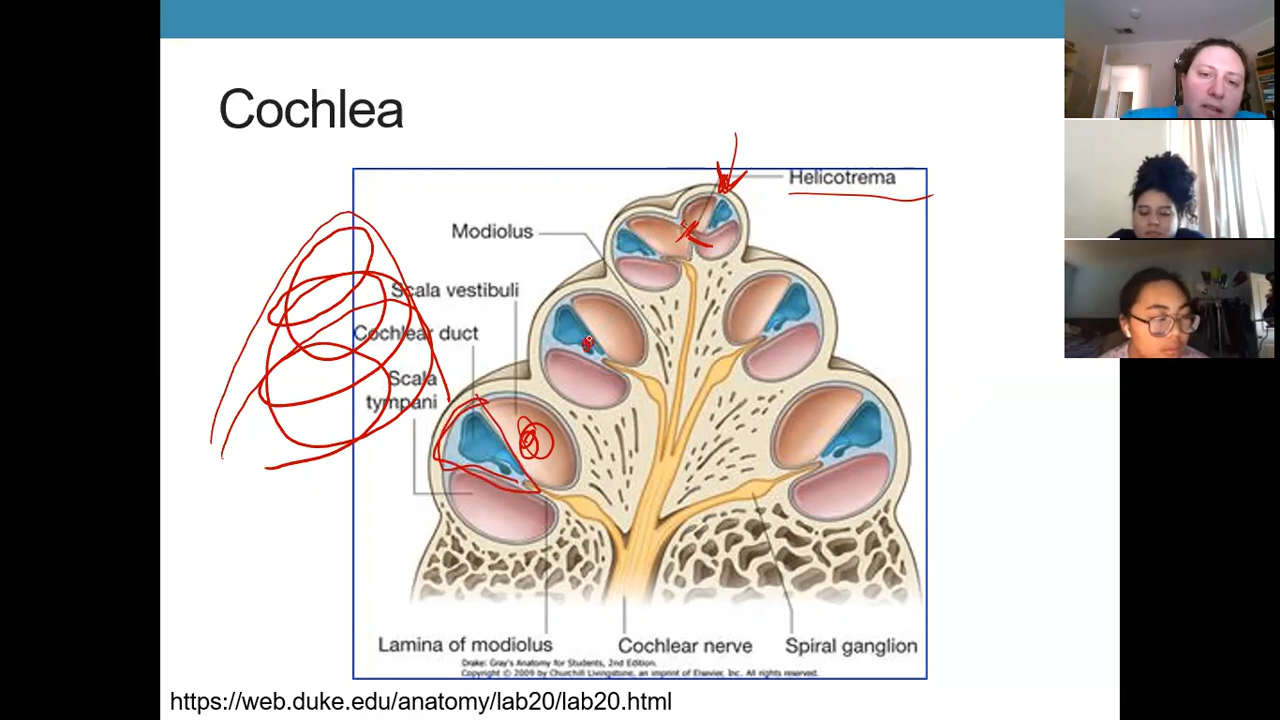 Cochlea
Helicotrema
Modiolus
Scala vestibuli
Cochlear duct
Scala
tympani
Lamina of modiolus
Cochlear nerve
Spiral ganglion
Drake: Gray's Anatomy for Students, 2nd Edition.
Copyright © 2009 by Churchill Livingstone, an imprint of Elsevier, Inc. All rights reserved.
https://web.duke.edu/anatomy/lab20/lab20.html